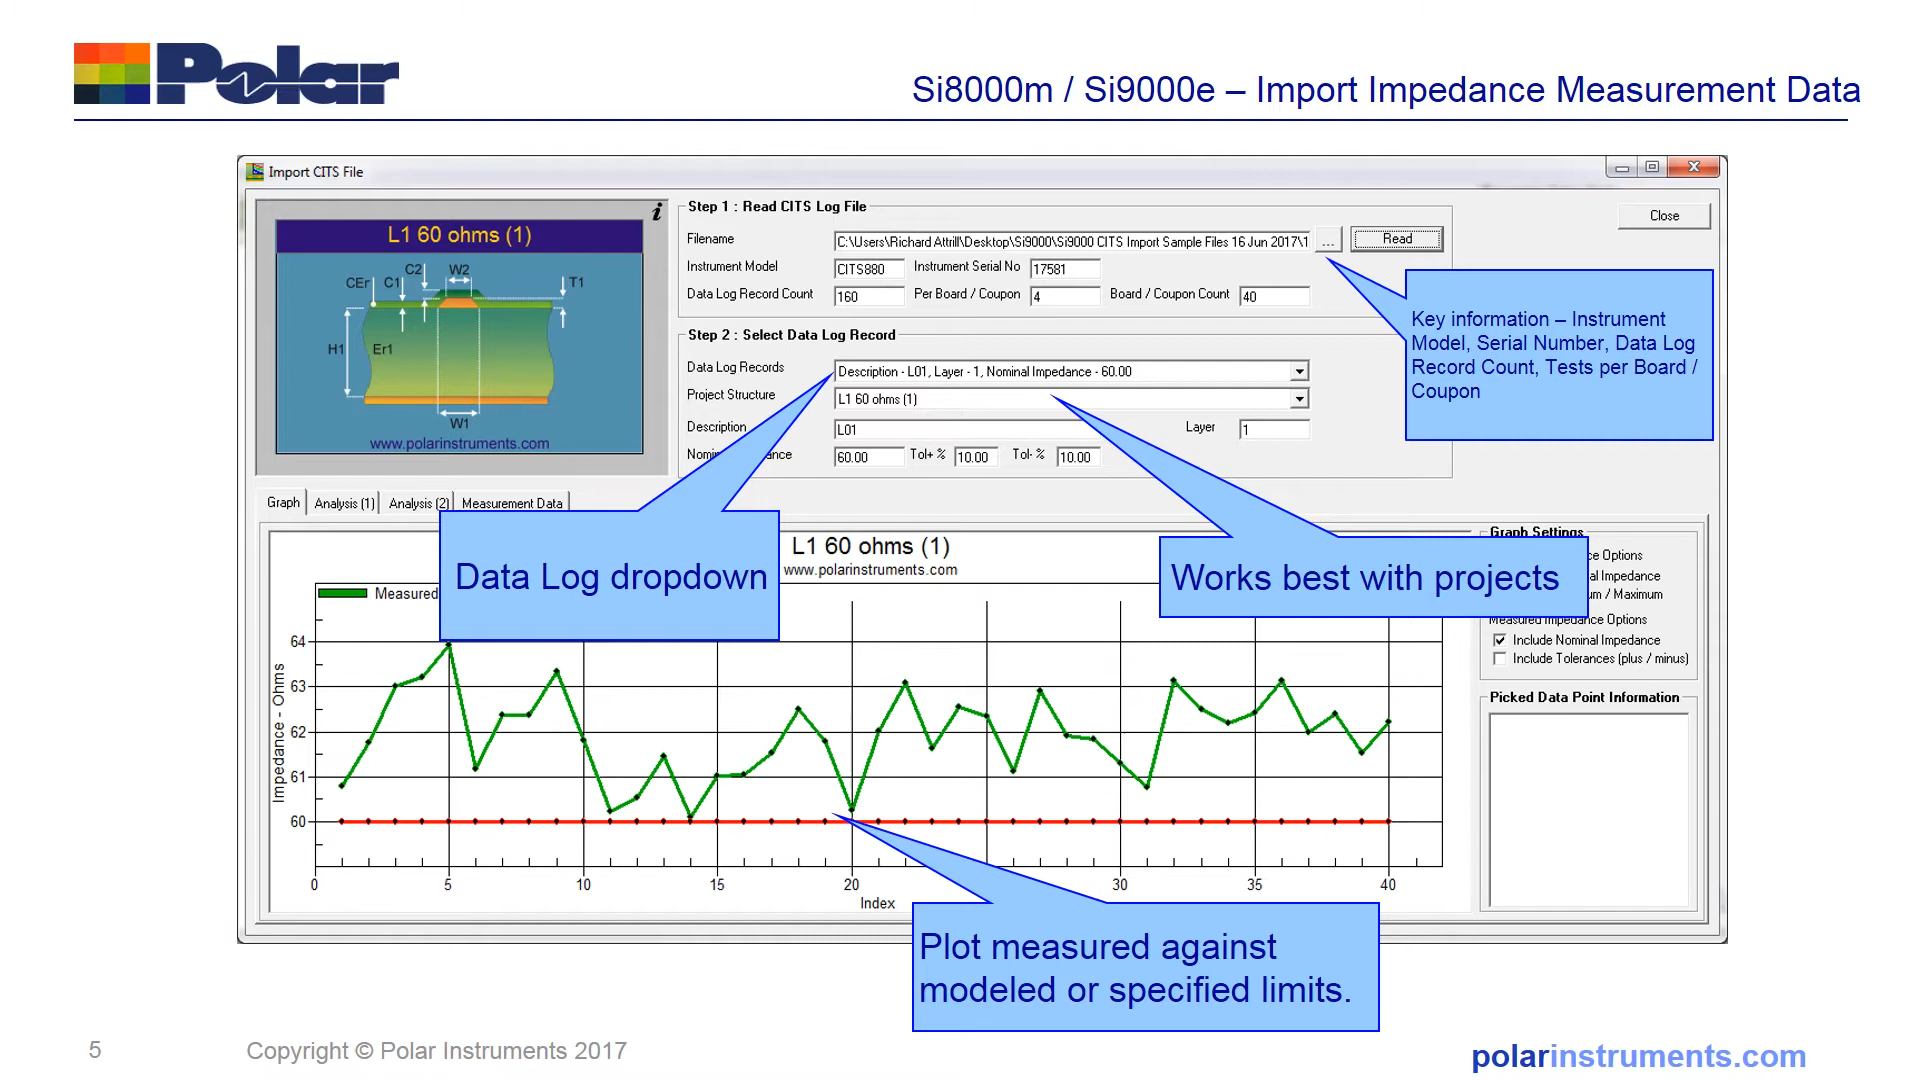 Polar
Si8000m / Si9000e – Import Impedance Measurement Data
Import CITS File
i
L1 60 ohms (1)
CEr C1 C2 W2 T1
H1 Er1
W1
www.polarinstruments.com
Step 1 : Read CITS Log File
Filename C:\Users\Richard Attrill\Desktop\Si9000\Si9000 CITS Import Sample Files 16 Jun 2017\1 ... Read
Instrument Model CITS880 Instrument Serial No 17581
Data Log Record Count 160 Per Board / Coupon 4 Board / Coupon Count 40
Close
Key information – Instrument
Model, Serial Number, Data Log
Record Count, Tests per Board /
Coupon
Step 2 : Select Data Log Record
Data Log Records Description - L01, Layer - 1, Nominal Impedance - 60.00
Project Structure L1 60 ohms (1)
Description L01 Layer 1
60.00 Tol+ % 10.00 Tol- % 10.00
Graph Analysis (1) Analysis (2) Measurement Data
Data Log dropdown
Works best with projects
L1 60 ohms (1)
www.polarinstruments.com
Measured
Impedance - Ohms
64
63
62
61
60
0 5 10 15 20 30 35 40
Index
Graph Settings
Options
Impedance
/ Maximum
Measured Impedance Options
Include Nominal Impedance
Include Tolerances (plus / minus)
Picked Data Point Information
Plot measured against
modeled or specified limits.
5
Copyright © Polar Instruments 2017
polarinstruments.com